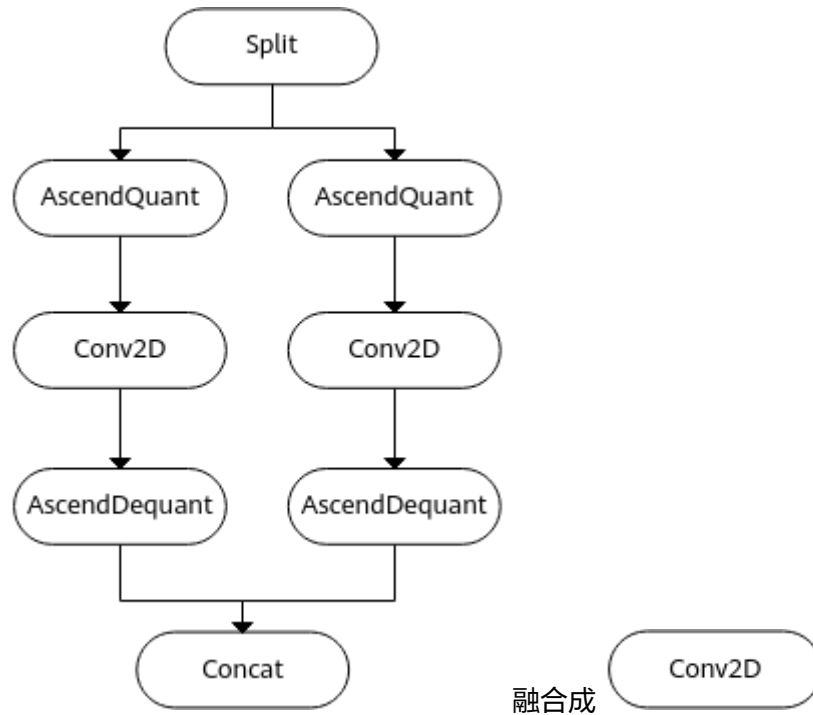 Split
AscendQuant AscendQuant
Conv2D Conv2D
AscendDequant AscendDequant
Concat 融合成 Conv2D